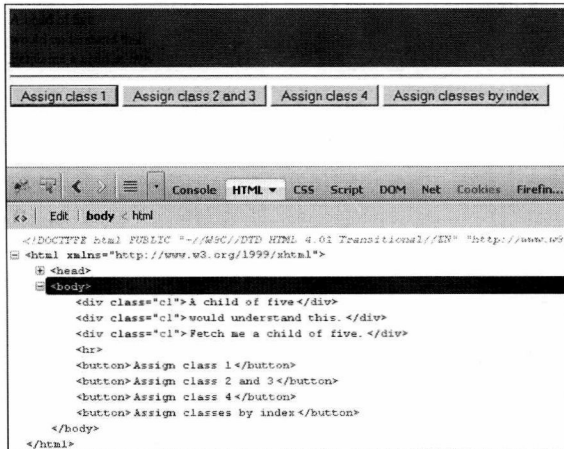 Assign class 1 Assign class 2 and 3 Assign class 4 Assign classes by index
Console HTML CSS Script DOM Net Cookies Firefin...
Edit body < html
<!DOCTYPE html PUBLIC "-//W3C//DTD HTML 4.01 Transitional//EN" "http://www.w3
<html xmlns="http://www.w3.org/1999/xhtml">
<head>
<body>
<div class="c1">A child of five</div>
<div class="c1">would understand this.</div>
<div class="c1">Fetch me a child of five.</div>
<hr>
<button>Assign class 1</button>
<button>Assign class 2 and 3</button>
<button>Assign class 4</button>
<button>Assign classes by index</button>
</body>
</html>